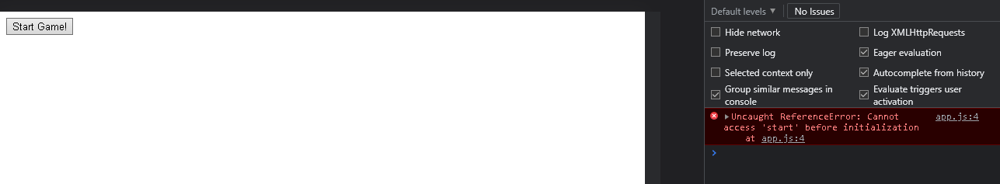 Start Game!
Default levels ▼ No Issues
Hide network Log XMLHttpRequests
Preserve log Eager evaluation
Selected context only Autocomplete from history
Group similar messages in console Evaluate triggers user activation
Uncaught ReferenceError: Cannot app.js:4
access 'start' before initialization
at app.js:4